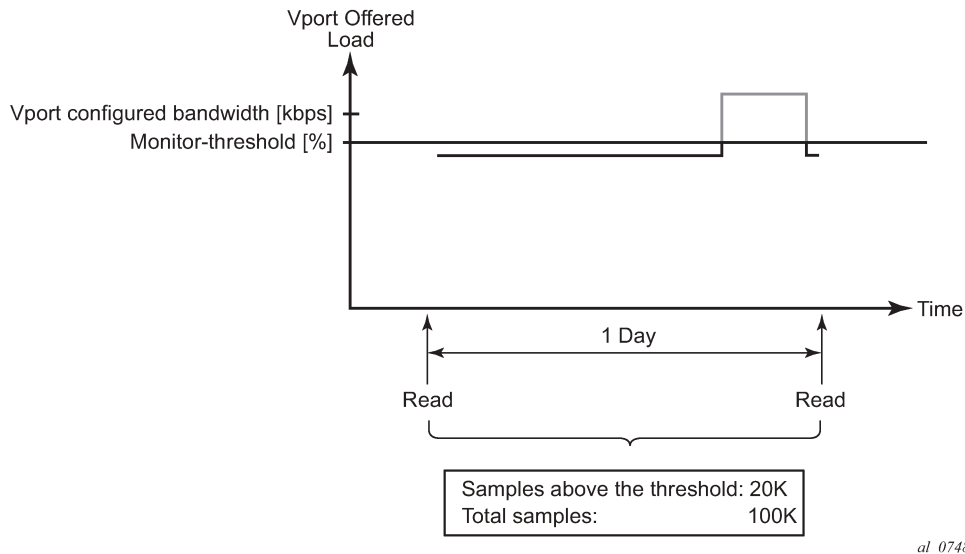 Vport Offered
Load
Vport configured bandwidth [kbps]
Monitor-threshold [%]
Time
1 Day
Read
Read
Samples above the threshold: 20K
Total samples: 100K
al_0748